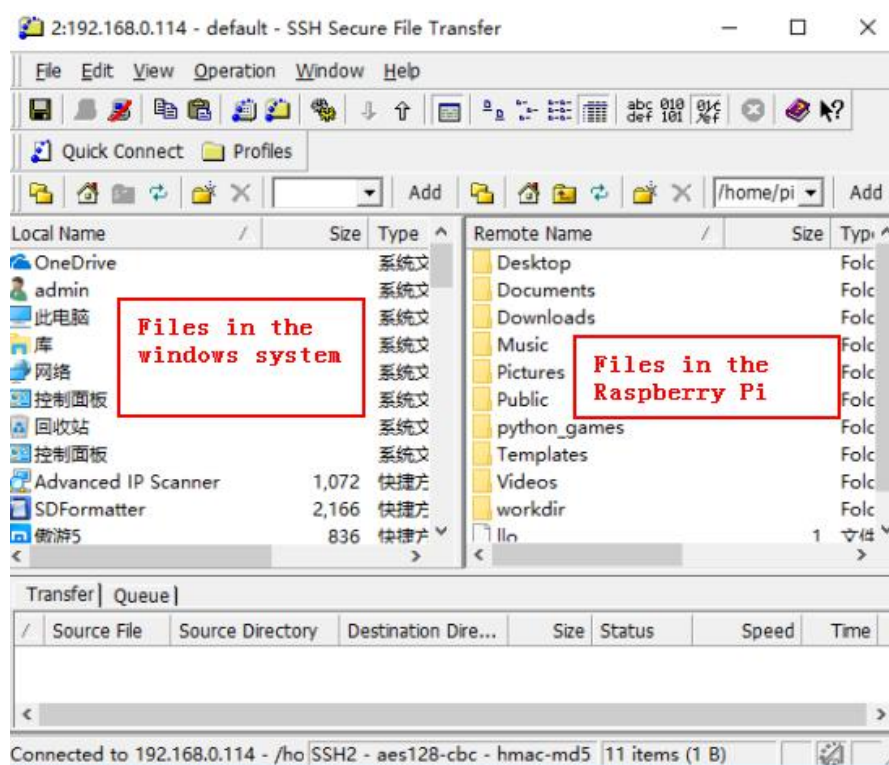 2:192.168.0.114 - default - SSH Secure File Transfer
File Edit View Operation Window Help
abc def 010 101
Quick Connect Profiles
Add /home/pi Add
Local Name / Size Type
Remote Name / Size Typ
OneDrive 系统文
admin 系统文
此电脑 系统文
库 系统文
网络 系统文
控制面板 系统文
回收站 系统文
控制面板
Advanced IP Scanner 1,072 快捷方
SDFormatter 2,166 快捷方
傲游5 836 快捷方
Files in the
windows system
Desktop Folc
Documents Folc
Downloads Folc
Music Folc
Pictures Folc
Public Folc
python_games Folc
Templates Folc
Videos Folc
workdir Folc
llo 1 文件
Files in the
Raspberry Pi
Transfer Queue
/ Source File Source Directory Destination Dire... Size Status Speed Time
Connected to 192.168.0.114 - /ho SSH2 - aes128-cbc - hmac-md5 11 items (1 B)